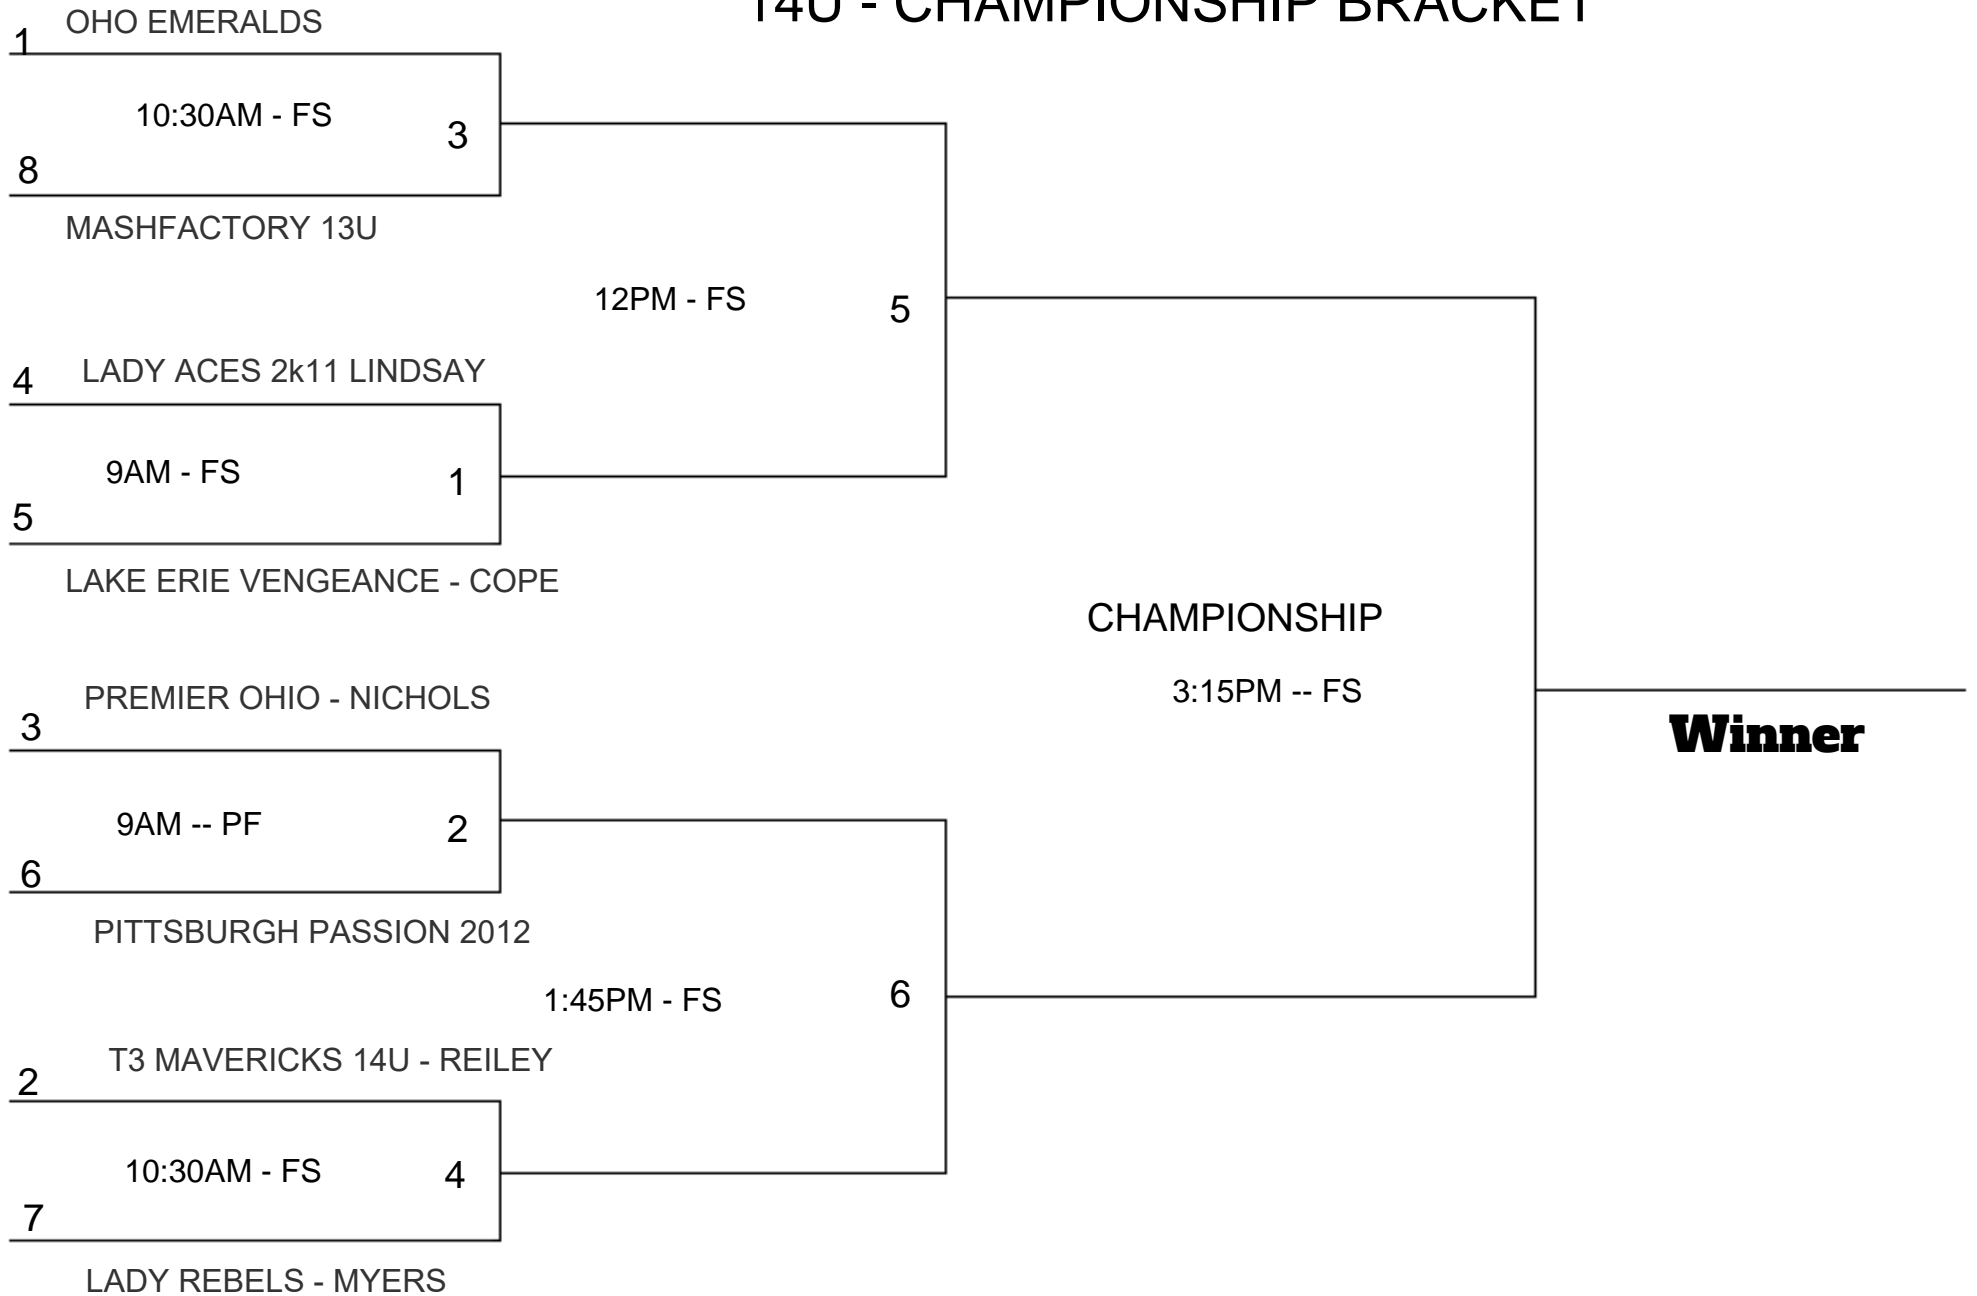 14U - CHAMPIONSHIP BRACKET
OHO EMERALDS
1
10:30AM - FS
3
8
MASHFACTORY 13U
12PM - FS
5
LADY ACES 2k11 LINDSAY
4
9AM - FS
1
5
LAKE ERIE VENGEANCE - COPE
CHAMPIONSHIP
3:15PM -- FS
Winner
PREMIER OHIO - NICHOLS
3
9AM -- PF
2
6
PITTSBURGH PASSION 2012
1:45PM - FS
6
T3 MAVERICKS 14U - REILEY
2
10:30AM - FS
4
7
LADY REBELS - MYERS